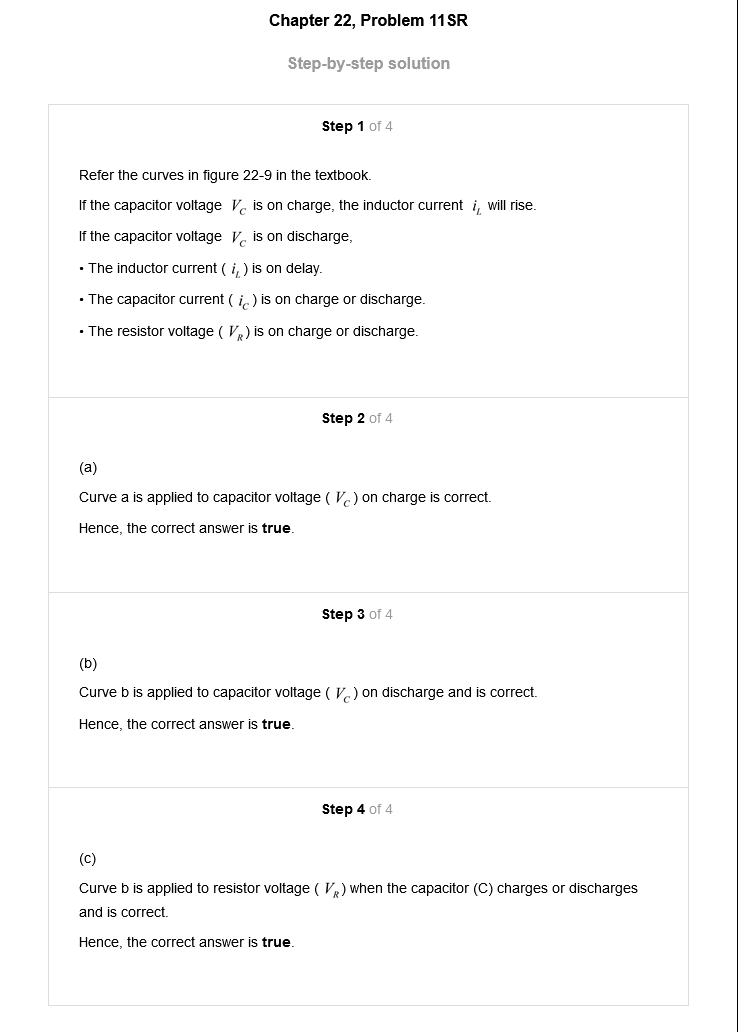 Chapter 22, Problem 11SR
Step-by-step solution
Step 1 of 4
Refer the curves in figure 22-9 in the textbook.
If the capacitor voltage V_C is on charge, the inductor current i_L will rise.
If the capacitor voltage V_C is on discharge,
• The inductor current ( i_L ) is on delay.
• The capacitor current ( i_C ) is on charge or discharge.
• The resistor voltage ( V_R ) is on charge or discharge.
Step 2 of 4
(a)
Curve a is applied to capacitor voltage ( V_C ) on charge is correct.
Hence, the correct answer is true.
Step 3 of 4
(b)
Curve b is applied to capacitor voltage ( V_C ) on discharge and is correct.
Hence, the correct answer is true.
Step 4 of 4
(c)
Curve b is applied to resistor voltage ( V_R ) when the capacitor (C) charges or discharges
and is correct.
Hence, the correct answer is true.